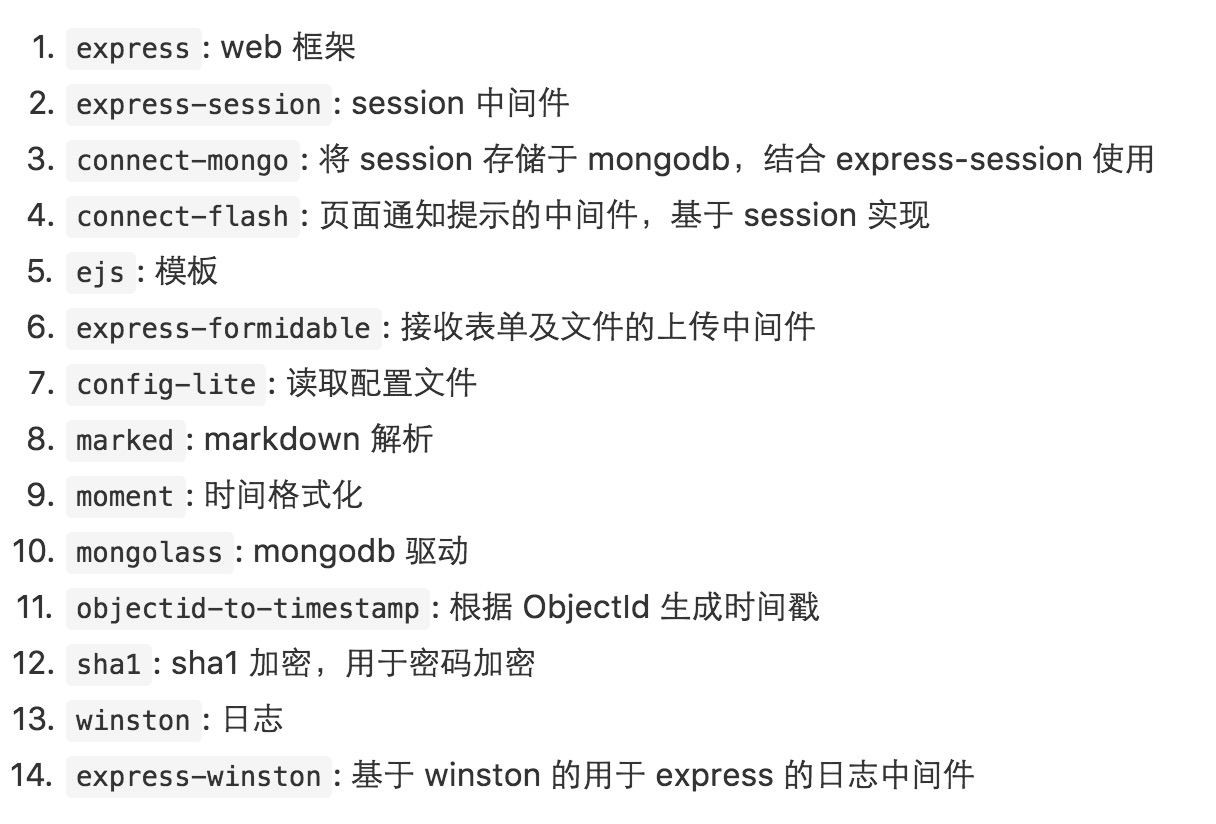 1. express: web 框架
2. express-session: session 中间件
3. connect-mongo: 将 session 存储于 mongodb，结合 express-session 使用
4. connect-flash: 页面通知提示的中间件，基于 session 实现
5. ejs: 模板
6. express-formidable: 接收表单及文件的上传中间件
7. config-lite: 读取配置文件
8. marked: markdown 解析
9. moment: 时间格式化
10. mongolass: mongodb 驱动
11. objectid-to-timestamp: 根据 ObjectId 生成时间戳
12. sha1: sha1 加密，用于密码加密
13. winston: 日志
14. express-winston: 基于 winston 的用于 express 的日志中间件